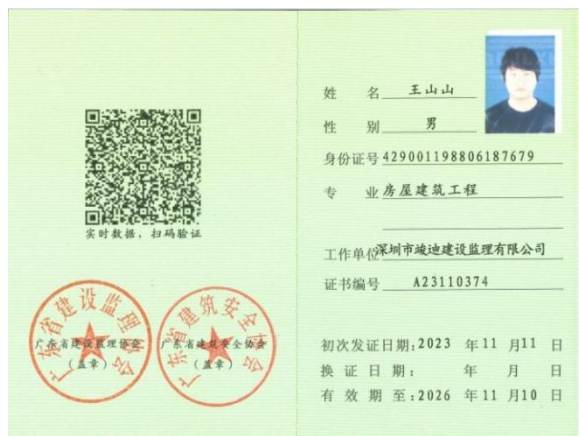 实时数据，扫码验证
广东省建设监理协会
广东省建设监理协会
（盖章）
广东省建筑安全协会
广东省建筑安全协会
（盖章）
姓 名 王山山
性 别 男
身份证号 429001198806187679
专 业 房屋建筑工程
工作单位 深圳市竣迪建设监理有限公司
证书编号 A23110374
初次发证日期：2023 年 11 月 11 日
换 证 日 期： 年 月 日
有 效 期 至：2026 年 11 月 10 日